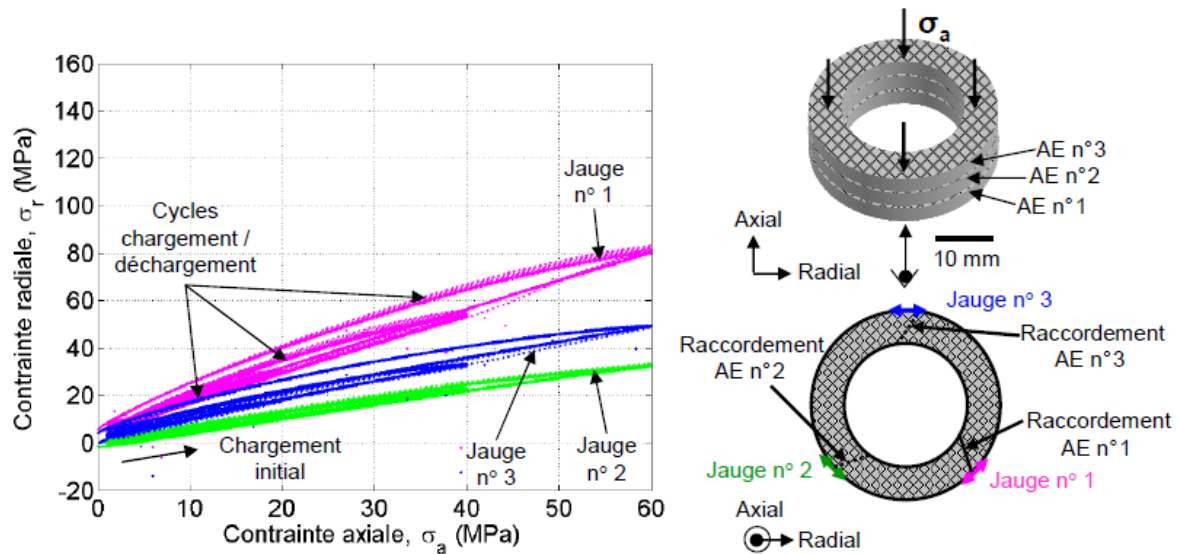 Contrainte radiale, σr (MPa)
160
140
120
100
80
60
40
20
0
−20
0
10
20
30
40
50
60
Contrainte axiale, σa (MPa)
Cycles
chargement /
déchargement
Jauge
n° 1
Chargement
initial
Jauge
n° 3
Jauge
n° 2
σa
AE n°3
AE n°2
AE n°1
Axial
Radial
10 mm
Jauge n° 3
Raccordement
AE n°2
Raccordement
AE n°3
Raccordement
AE n°1
Jauge n° 2
Jauge n° 1
Axial
Radial